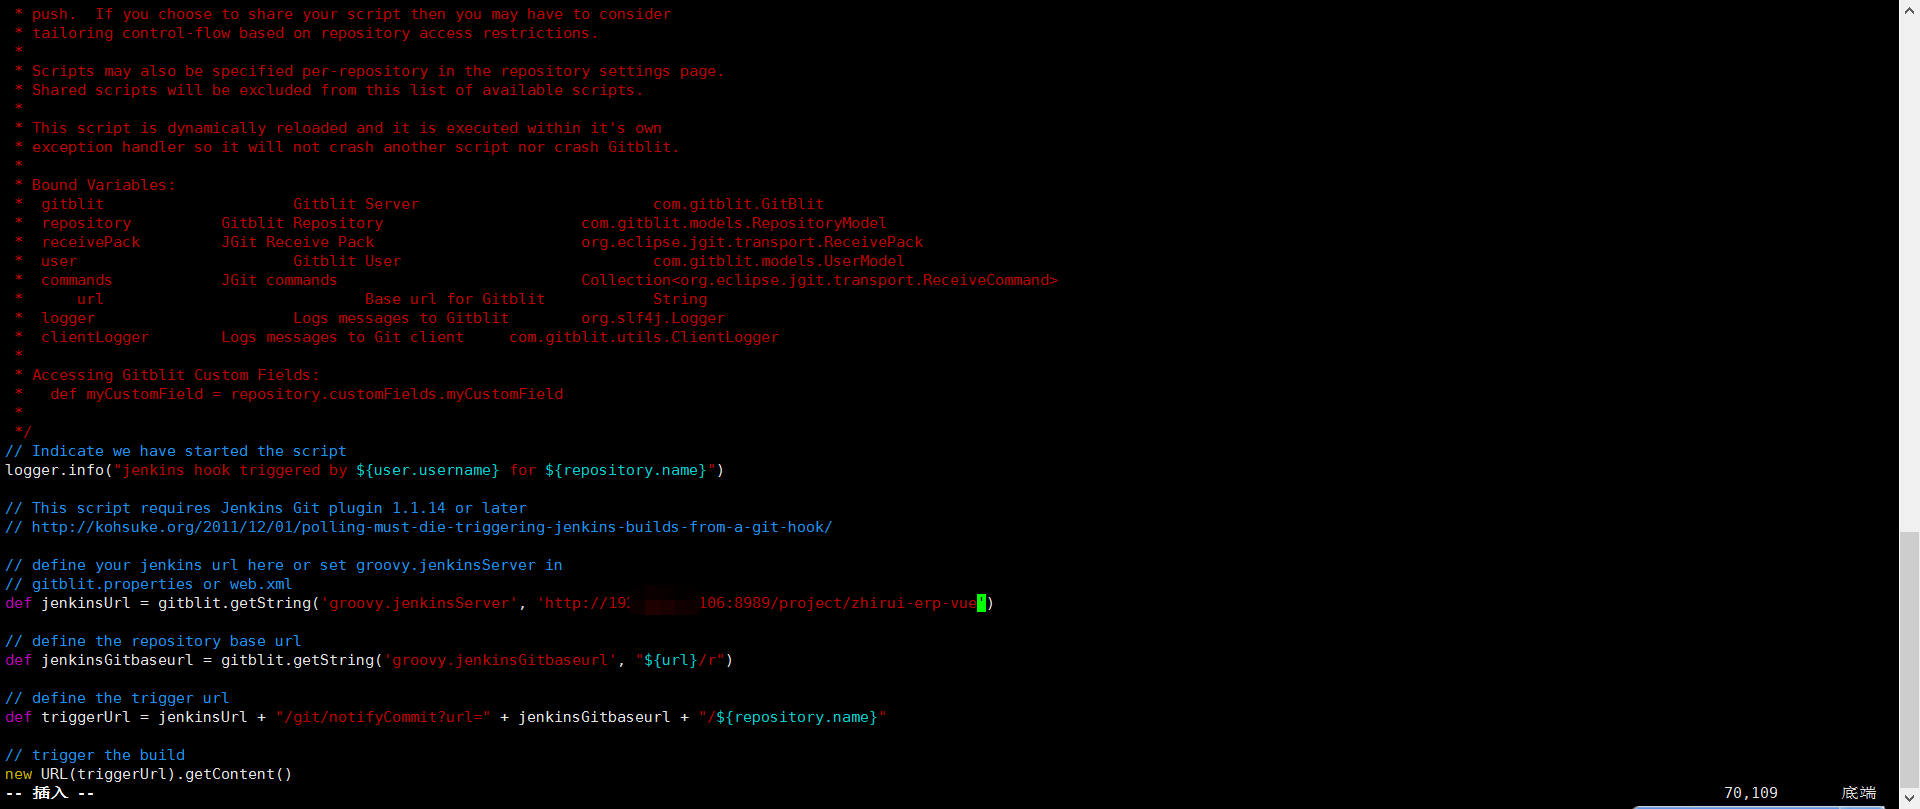 * push.  If you choose to share your script then you may have to consider
* tailoring control-flow based on repository access restrictions.
*
* Scripts may also be specified per-repository in the repository settings page.
* Shared scripts will be excluded from this list of available scripts.
*
* This script is dynamically reloaded and it is executed within it's own
* exception handler so it will not crash another script nor crash Gitblit.
*
* Bound Variables:
*  gitblit                     Gitblit Server                          com.gitblit.GitBlit
*  repository          Gitblit Repository                      com.gitblit.models.RepositoryModel
*  receivePack         JGit Receive Pack                       org.eclipse.jgit.transport.ReceivePack
*  user                        Gitblit User                            com.gitblit.models.UserModel
*  commands            JGit commands                           Collection<org.eclipse.jgit.transport.ReceiveCommand>
*      url                             Base url for Gitblit            String
*  logger                      Logs messages to Gitblit        org.slf4j.Logger
*  clientLogger        Logs messages to Git client     com.gitblit.utils.ClientLogger
*
* Accessing Gitblit Custom Fields:
*   def myCustomField = repository.customFields.myCustomField
*
*/
// Indicate we have started the script
logger.info("jenkins hook triggered by ${user.username} for ${repository.name}")
// This script requires Jenkins Git plugin 1.1.14 or later
// http://kohsuke.org/2011/12/01/polling-must-die-triggering-jenkins-builds-from-a-git-hook/
// define your jenkins url here or set groovy.jenkinsServer in
// gitblit.properties or web.xml
def jenkinsUrl = gitblit.getString('groovy.jenkinsServer', 'http://19 106:8989/project/zhirui-erp-vue')
// define the repository base url
def jenkinsGitbaseurl = gitblit.getString('groovy.jenkinsGitbaseurl', "${url}/r")
// define the trigger url
def triggerUrl = jenkinsUrl + "/git/notifyCommit?url=" + jenkinsGitbaseurl + "/${repository.name}"
// trigger the build
new URL(triggerUrl).getContent()
-- 插入 --                    70,109       底端